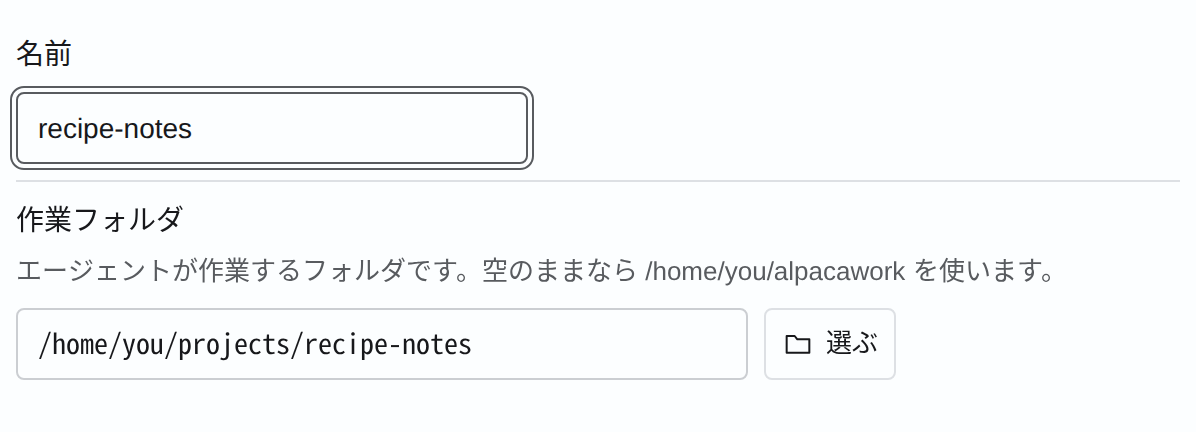 名前
recipe-notes
作業フォルダ
エージェントが作業するフォルダです。空のままなら /home/you/alpacawork を使います。
/home/you/projects/recipe-notes
選ぶ